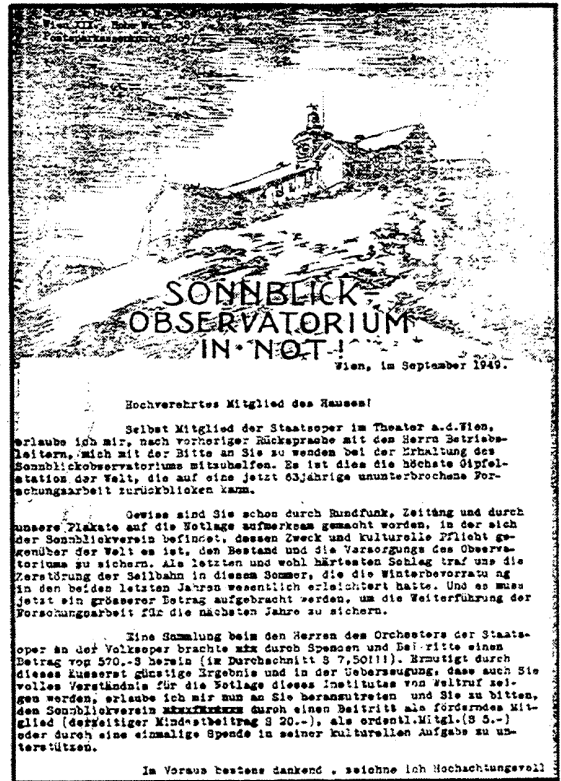 Wien XIX., Hohe Warte 38
Postsparkassenkonto
SONNBLICK-
OBSERVATORIUM
IN·NOT!
Wien, im September 1949.
Hochverehrtes Mitglied des Hauses!
Selbst Mitglied der Staatsoper im Theater a.d.Wien,
erlaube ich mir, nach vorheriger Rücksprache mit den Herrn Betriebs-
leitern, mich mit der Bitte an Sie zu wenden bei der Erhaltung des
Sonnblickobservatoriums mitzuhelfen. Es ist dies die höchste Gipfel-
station der Welt, die auf eine jetzt 63jährige ununterbrochene For-
schungsarbeit zurückblicken kann.
Gewiss sind Sie schon durch Rundfunk, Zeitung und durch
unsere Plakate auf die Notlage aufmerksam gemacht worden, in der sich
der Sonnblickverein befindet, dessen Zweck und kulturelle Pflicht ge-
genüber der Welt es ist, den Bestand und die Versorgungs des Observa-
toriums zu sichern. Als letzten und wohl härtesten Schlag traf uns die
Zerstörung der Seilbahn in diesem Sommer, die die Winterbevorratu ng
in den beiden letzten Jahren wesentlich erleichtert hatte. Und es muss
jetzt ein grösserer Betrag aufgebracht werden, um die Weiterführung der
Forschungsarbeit für die nächsten Jahre zu sichern.
Eine Sammlung beim den Herren des Orchesters der Staats-
oper an der Volksoper brachte durch Spenden und Beitritte einen
Betrag von 570.-S herein (im Durchschnitt S 7,50!!!). Ermutigt durch
dieses äusserst günstige Ergebnis und in der Ueberzeugung, dass auch Sie
volles Verständnis für die Notlage dieses Institutes von Weltruf zei-
gen werden, erlaube ich mir nun an Sie heranzutreten und Sie zu bitten,
den Sonnblickverein durch einen Beitritt als förderndes Mit-
glied (derzeitiger Mindestbeitrag S 20.-), als ordentl.Mitgl.(S 5.-)
oder durch eine einmalige Spende in seiner kulturellen Aufgabe zu un-
terstützen.
Im Voraus bestens dankend , zeichne ich Hochachtungsvoll